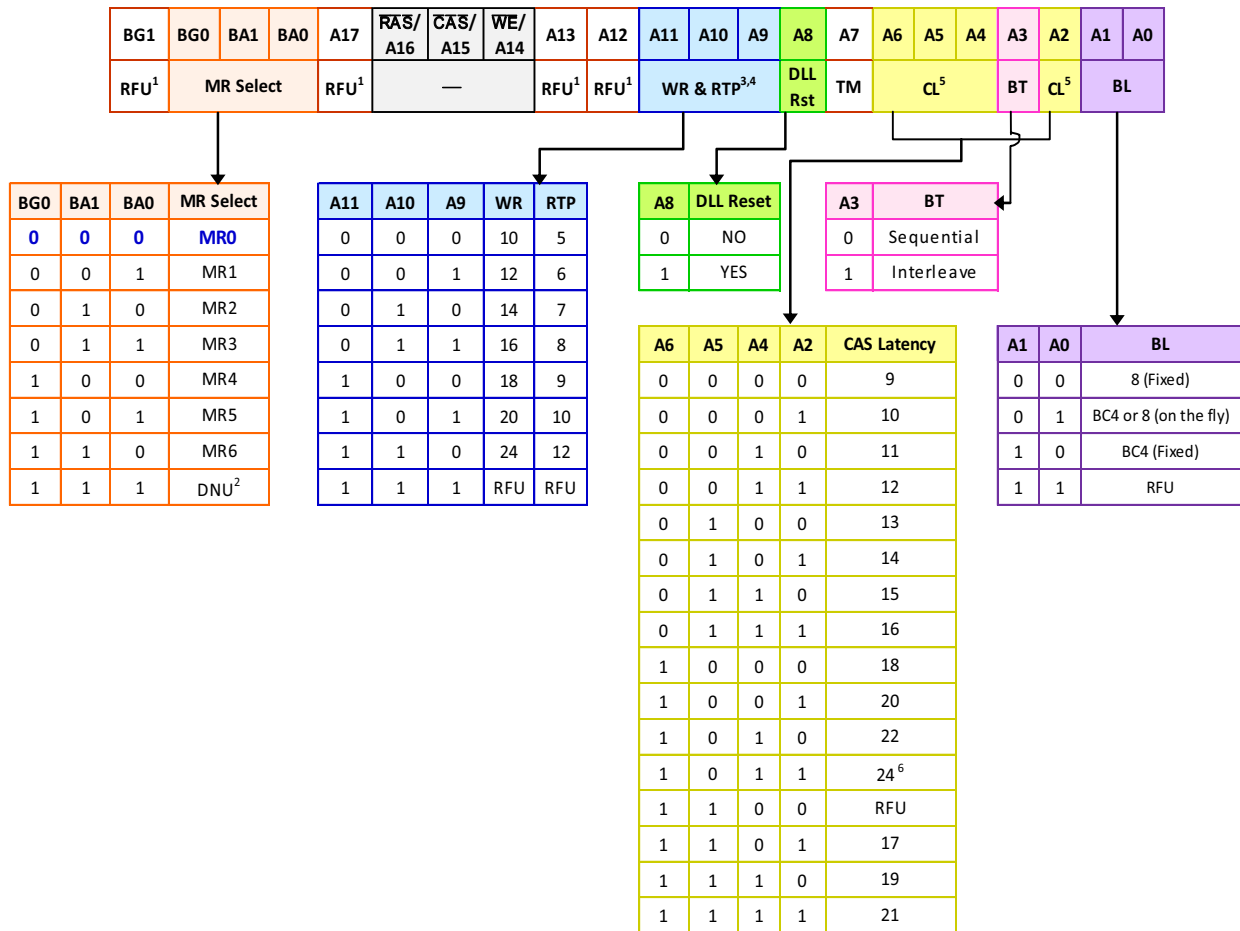 BG1 BG0 BA1 BA0 A17 RAS/A16 CAS/A15 WE/A14 A13 A12 A11 A10 A9 A8 A7 A6 A5 A4 A3 A2 A1 A0
RFU1 MR Select RFU1 — RFU1 RFU1 WR & RTP3,4 DLL Rst TM CL5 BT CL5 BL
BG0 BA1 BA0 MR Select
0 0 0 MR0
0 0 1 MR1
0 1 0 MR2
0 1 1 MR3
1 0 0 MR4
1 0 1 MR5
1 1 0 MR6
1 1 1 DNU2
A11 A10 A9 WR RTP
0 0 0 10 5
0 0 1 12 6
0 1 0 14 7
0 1 1 16 8
1 0 0 18 9
1 0 1 20 10
1 1 0 24 12
1 1 1 RFU RFU
A8 DLL Reset
0 NO
1 YES
A3 BT
0 Sequential
1 Interleave
A6 A5 A4 A2 CAS Latency
0 0 0 0 9
0 0 0 1 10
0 0 1 0 11
0 0 1 1 12
0 1 0 0 13
0 1 0 1 14
0 1 1 0 15
0 1 1 1 16
1 0 0 0 18
1 0 0 1 20
1 0 1 0 22
1 0 1 1 24 6
1 1 0 0 RFU
1 1 0 1 17
1 1 1 0 19
1 1 1 1 21
A1 A0 BL
0 0 8 (Fixed)
0 1 BC4 or 8 (on the fly)
1 0 BC4 (Fixed)
1 1 RFU